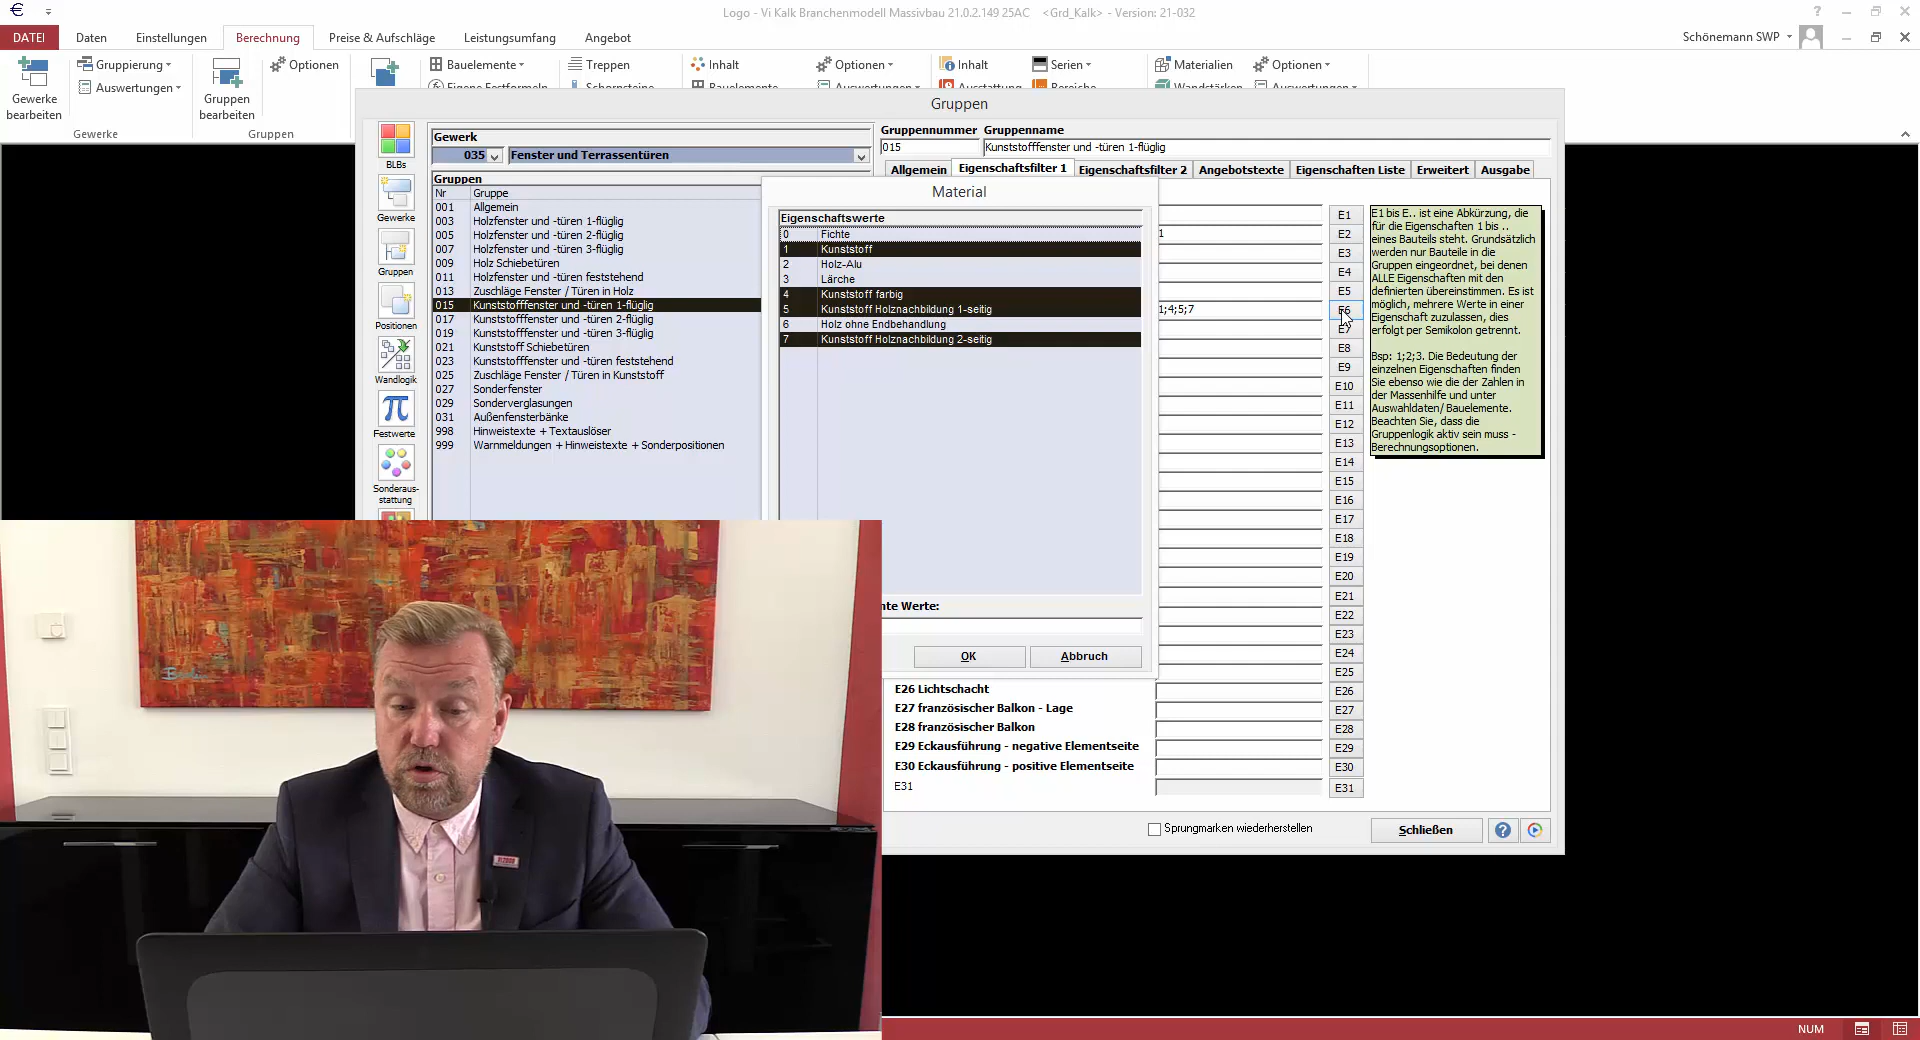 Logo - Vi Kalk Branchenmodell Massivbau 21.0.2.149 25AC <Grd_Kalk> - Version: 21-032
DATEI
Daten
Einstellungen
Berechnung
Preise & Aufschläge
Leistungsumfang
Angebot
Schönemann SWP
Gewerke bearbeiten
Gruppierung
Auswertungen
Gewerke
Gruppen bearbeiten
Optionen
Gruppen
Bauelemente
Eigene Festformeln
Treppen
Schornsteine
Inhalt
Bauelemente
Optionen
Auswertungen
Inhalt
Ausstattung
Serien
Bereiche
Materialien
Wandstärken
Optionen
Auswertungen
Gruppen
BLBs
Gewerke
Gruppen
Positionen
Wandlogik
Festwerte
Sonderaus-
stattung
Gewerk
035 Fenster und Terrassentüren
Gruppennummer
015
Gruppenname
Kunststofffenster und -türen 1-flüglig
Allgemein
Eigenschaftsfilter 1
Eigenschaftsfilter 2
Angebotstexte
Eigenschaften Liste
Erweitert
Ausgabe
Gruppen
Nr Gruppe
001 Allgemein
003 Holzfenster und -türen 1-flüglig
005 Holzfenster und -türen 2-flüglig
007 Holzfenster und -türen 3-flüglig
009 Holz Schiebetüren
011 Holzfenster und -türen feststehend
013 Zuschläge Fenster / Türen in Holz
015 Kunststofffenster und -türen 1-flüglig
017 Kunststofffenster und -türen 2-flüglig
019 Kunststofffenster und -türen 3-flüglig
021 Kunststoff Schiebetüren
023 Kunststofffenster und -türen feststehend
025 Zuschläge Fenster / Türen in Kunststoff
027 Sonderfenster
029 Sonderverglasungen
031 Außenfensterbänke
998 Hinweistexte + Textauslöser
999 Warnmeldungen + Hinweistexte + Sonderpositionen
Material
Eigenschaftswerte
0 Fichte
1 Kunststoff
2 Holz-Alu
3 Lärche
4 Kunststoff farbig
5 Kunststoff Holznachbildung 1-seitig
6 Holz ohne Endbehandlung
7 Kunststoff Holznachbildung 2-seitig
nte Werte:
OK
Abbruch
E1
1 E2
E3
E4
E5
1;4;5;7 E6
E7
E8
E9
E10
E11
E12
E13
E14
E15
E16
E17
E18
E19
E20
E21
E22
E23
E24
E25
E26 Lichtschacht E26
E27 französischer Balkon - Lage E27
E28 französischer Balkon E28
E29 Eckausführung - negative Elementseite E29
E30 Eckausführung - positive Elementseite E30
E31 E31
E1 bis E.. ist eine Abkürzung, die
für die Eigenschaften 1 bis ..
eines Bauteils steht. Grundsätzlich
werden nur Bauteile in die
Gruppen eingeordnet, bei denen
ALLE Eigenschaften mit den
definierten übereinstimmen. Es ist
möglich, mehrere Werte in einer
Eigenschaft zuzulassen, dies
erfolgt per Semikolon getrennt.
Bsp: 1;2;3. Die Bedeutung der
einzelnen Eigenschaften finden
Sie ebenso wie die der Zahlen in
der Massenhilfe und unter
Auswahldaten/ Bauelemente.
Beachten Sie, dass die
Gruppenlogik aktiv sein muss -
Berechnungsoptionen.
Sprungmarken wiederherstellen
Schließen
NUM